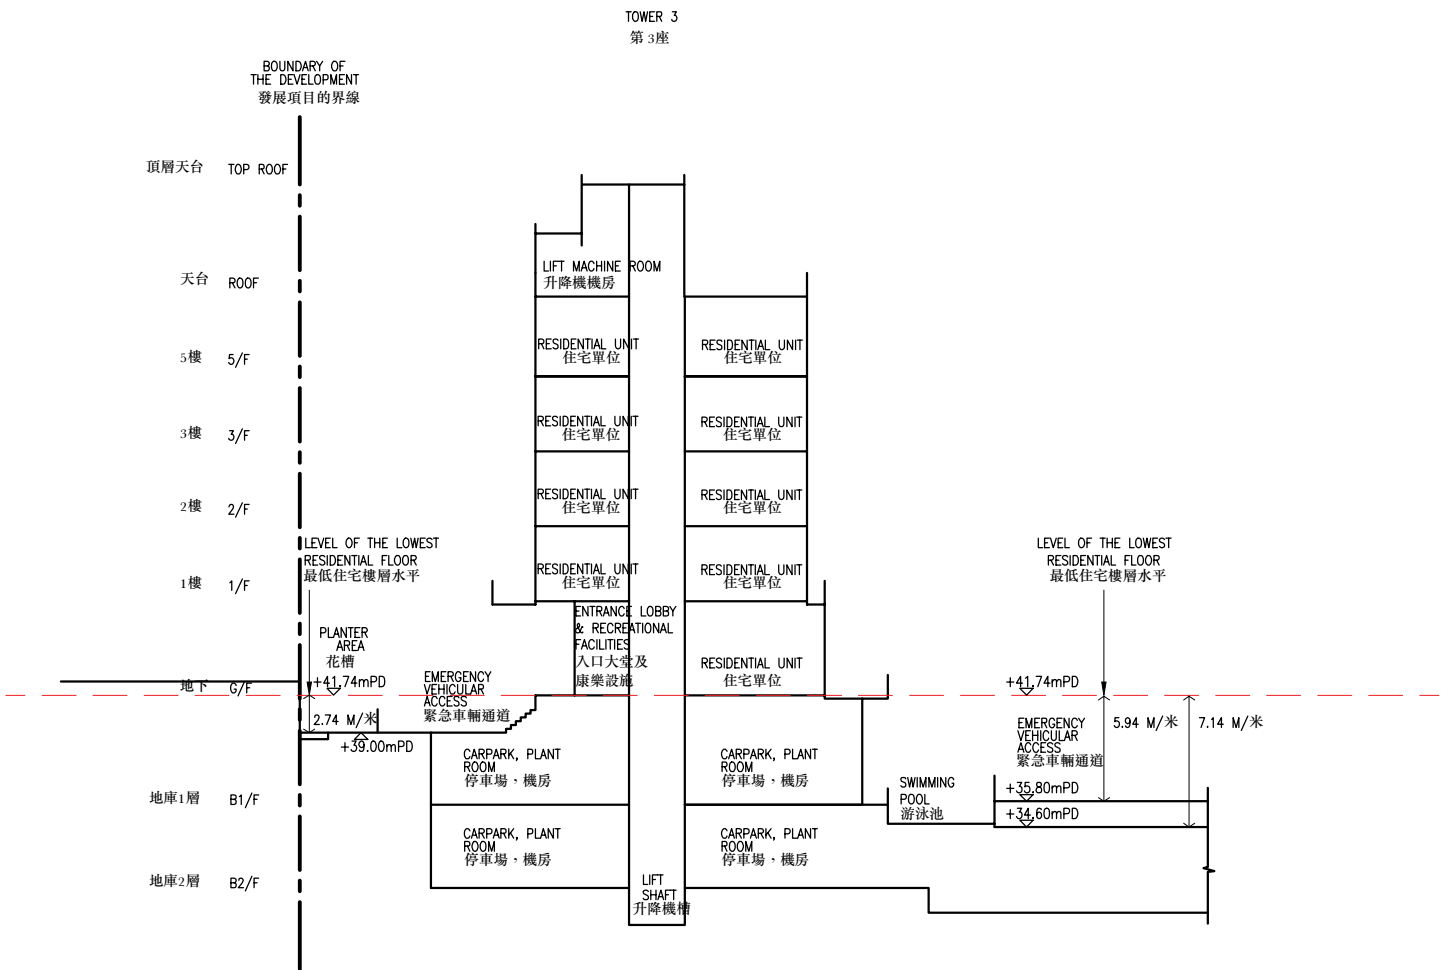 TOWER 3
第 3座
BOUNDARY OF
THE DEVELOPMENT
發展項目的界線
頂層天台 TOP ROOF
天台 ROOF
LIFT MACHINE ROOM
升降機機房
5樓 5/F
RESIDENTIAL UNIT
住宅單位
RESIDENTIAL UNIT
住宅單位
3樓 3/F
RESIDENTIAL UNIT
住宅單位
RESIDENTIAL UNIT
住宅單位
2樓 2/F
RESIDENTIAL UNIT
住宅單位
RESIDENTIAL UNIT
住宅單位
1樓 1/F
RESIDENTIAL UNIT
住宅單位
RESIDENTIAL UNIT
住宅單位
LEVEL OF THE LOWEST
RESIDENTIAL FLOOR
最低住宅樓層水平
LEVEL OF THE LOWEST
RESIDENTIAL FLOOR
最低住宅樓層水平
PLANTER
AREA
花槽
ENTRANCE LOBBY
& RECREATIONAL
FACILITIES
入口大堂及
康樂設施
RESIDENTIAL UNIT
住宅單位
地下 G/F
+41.74mPD
EMERGENCY
VEHICULAR
ACCESS
緊急車輛通道
+41.74mPD
2.74 M/米
+39.00mPD
EMERGENCY
VEHICULAR
ACCESS
緊急車輛通道
5.94 M/米
7.14 M/米
CARPARK, PLANT
ROOM
停車場，機房
CARPARK, PLANT
ROOM
停車場，機房
地庫1層 B1/F
SWIMMING
POOL
游泳池
+35.80mPD
+34.60mPD
CARPARK, PLANT
ROOM
停車場，機房
CARPARK, PLANT
ROOM
停車場，機房
地庫2層 B2/F
LIFT
SHAFT
升降機槽